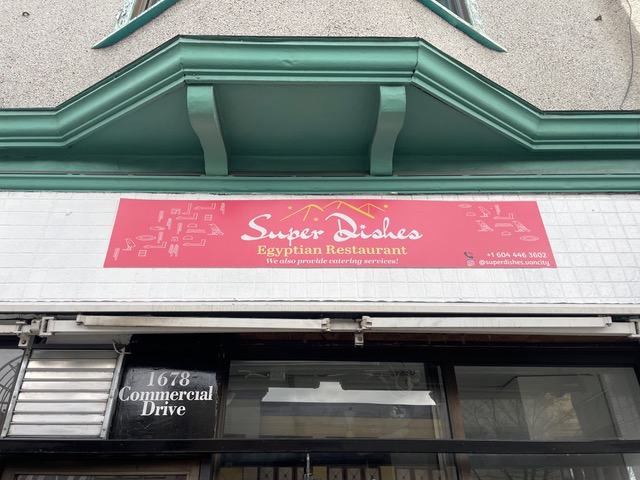 Super Dishes
Egyptian Restaurant
We also provide catering services!
+1 604 446 3602
@superdishes.vancity
1678
Commercial
Drive